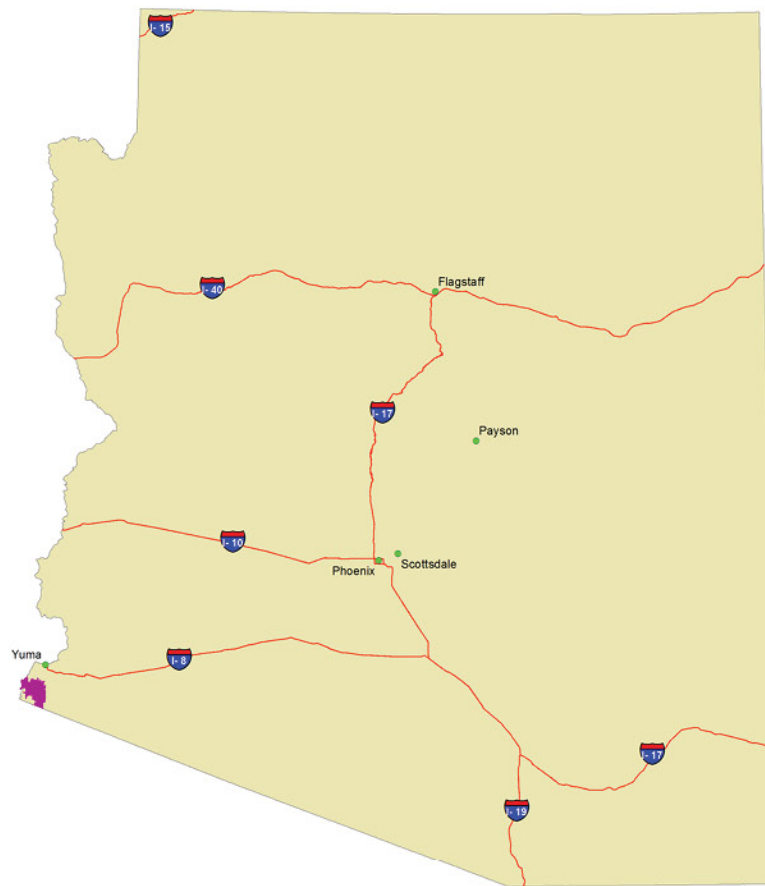 I- 15
Flagstaff
I- 40
I- 17
Payson
I- 10
Scottsdale
Phoenix
Yuma
I- 8
I- 17
I- 19